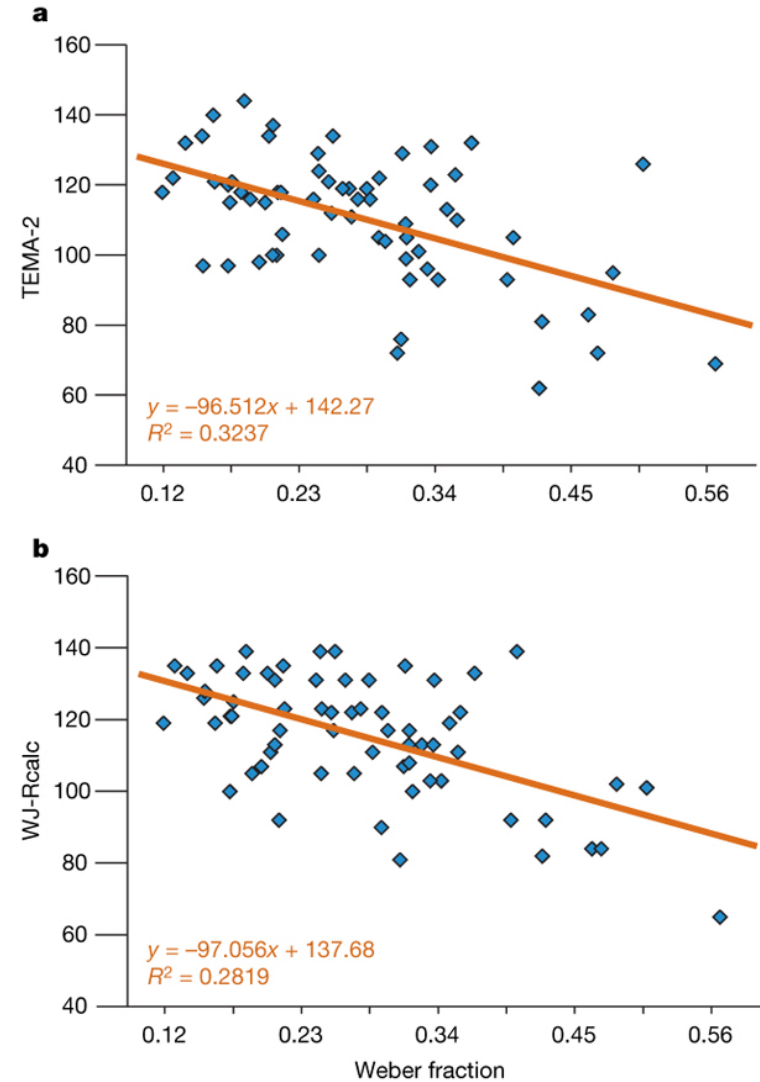 a
160
140
120
100
80
60
40
TEMA-2
y = –96.512x + 142.27
R² = 0.3237
0.12 0.23 0.34 0.45 0.56
b
160
140
120
100
80
60
40
WJ-Rcalc
y = –97.056x + 137.68
R² = 0.2819
0.12 0.23 0.34 0.45 0.56
Weber fraction